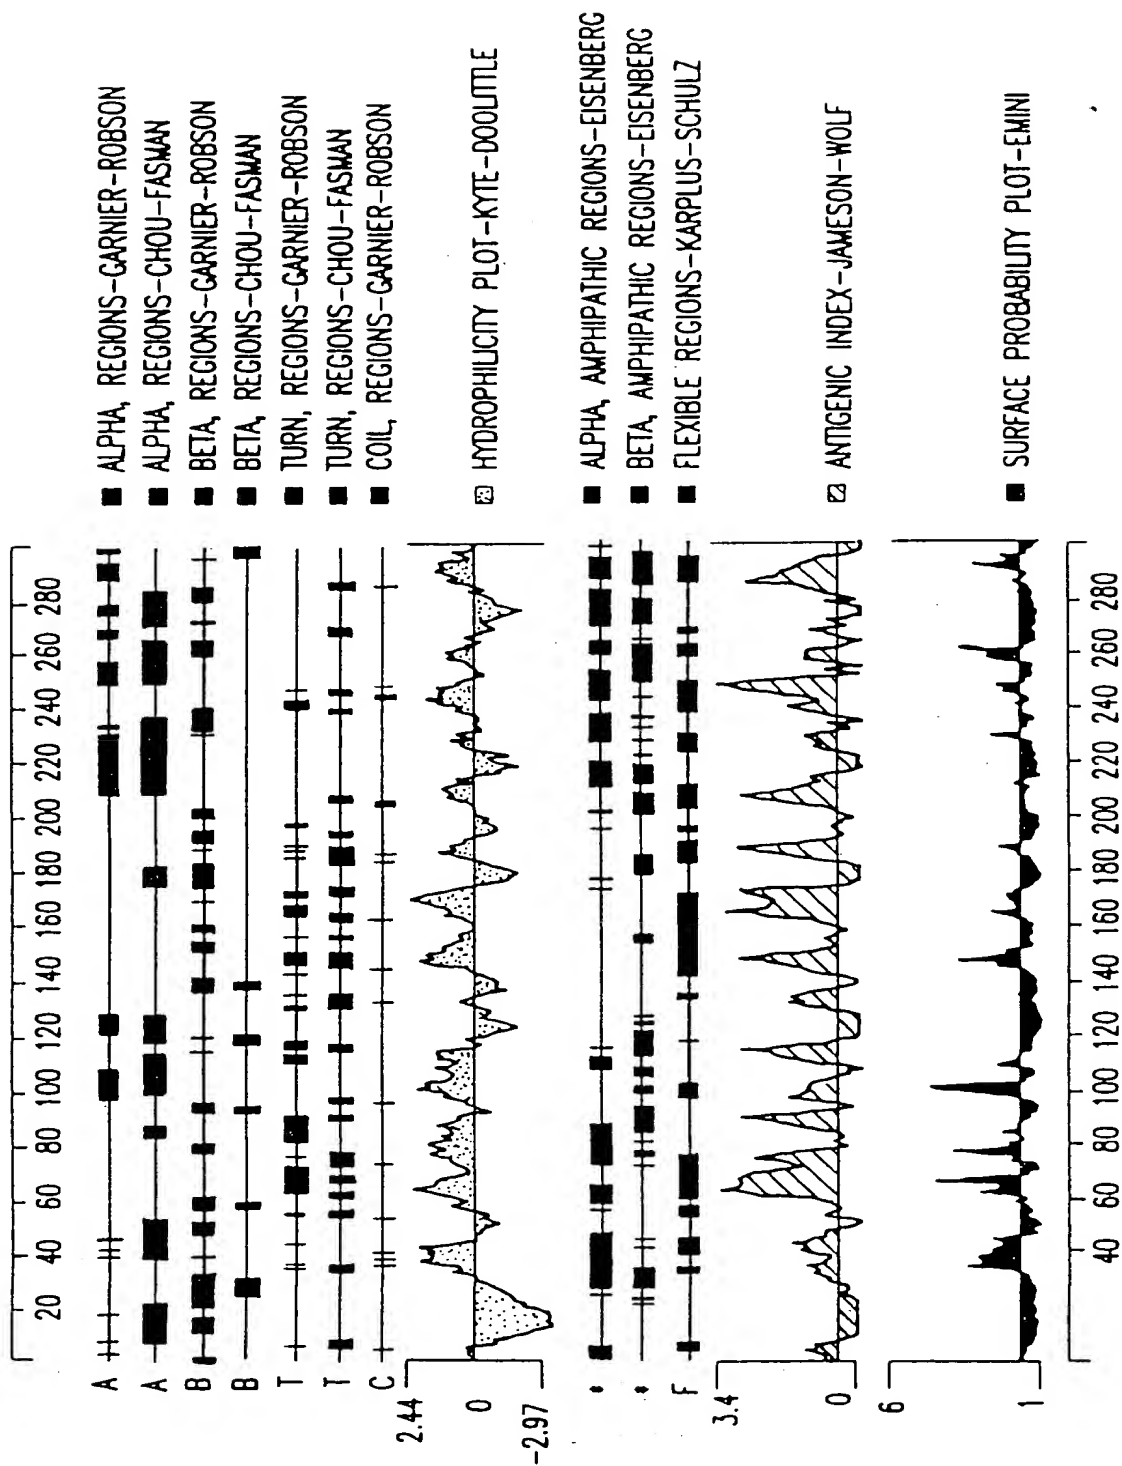 20 40 60 80 100 120 140 160 180 200 220 240 260 280
A ALPHA, REGIONS-GARNIER-ROBSON
A ALPHA, REGIONS-CHOU-FASMAN
B BETA, REGIONS-GARNIER-ROBSON
B BETA, REGIONS-CHOU-FASMAN
T TURN, REGIONS-GARNIER-ROBSON
T TURN, REGIONS-CHOU-FASMAN
C COIL, REGIONS-GARNIER-ROBSON
2.44
0 HYDROPHILICITY PLOT-KYTE-DOOLITTLE
-2.97
* ALPHA, AMPHIPATHIC REGIONS-EISENBERG
* BETA, AMPHIPATHIC REGIONS-EISENBERG
F FLEXIBLE REGIONS-KARPLUS-SCHULZ
3.4
ANTIGENIC INDEX-JAMESON-WOLF
0
6
SURFACE PROBABILITY PLOT-EMINI
1
40 60 80 100 120 140 160 180 200 220 240 260 280